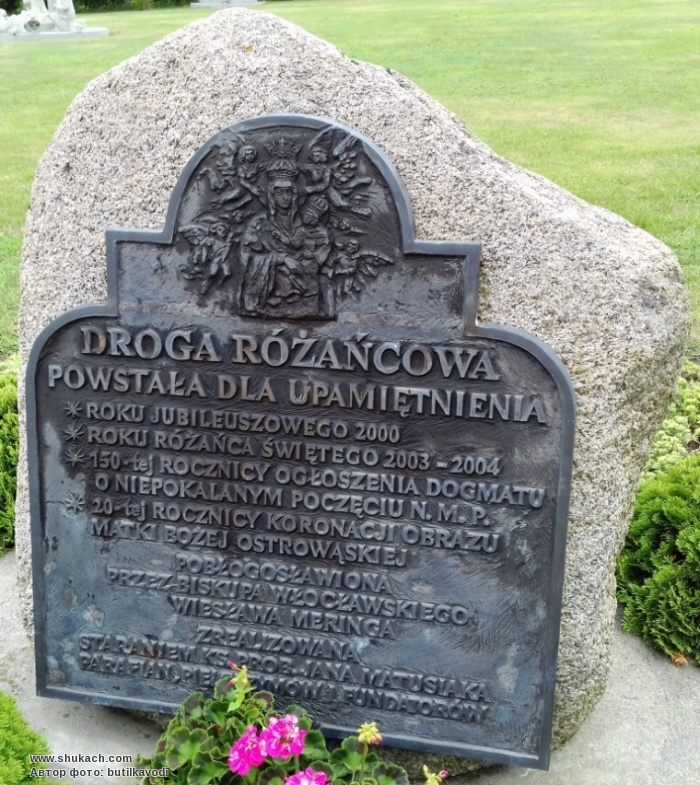 DROGA RÓŻAŃCOWA
POWSTAŁA DLA UPAMIĘTNIENIA
* ROKU JUBILEUSZOWEGO 2000
* ROKU RÓŻAŃCA ŚWIĘTEGO 2003 - 2004
* 150-tej ROCZNICY OGŁOSZENIA DOGMATU
O NIEPOKALANYM POCZĘCIU N. M. P.
* 20-tej ROCZNICY KORONACJI OBRAZU
MATKI BOŻEJ OSTROWĄSKIEJ
POBŁOGOSŁAWIONA
PRZEZ BISKUPA WŁOCŁAWSKIEGO
WIESŁAWA MERINGA
ZREALIZOWANA
STARANIEM KS. PROB. JANA MATUSIAKA
PARAFIAN, FUNDATORÓW
www.shukach.com
Автор фото: butilkavodi